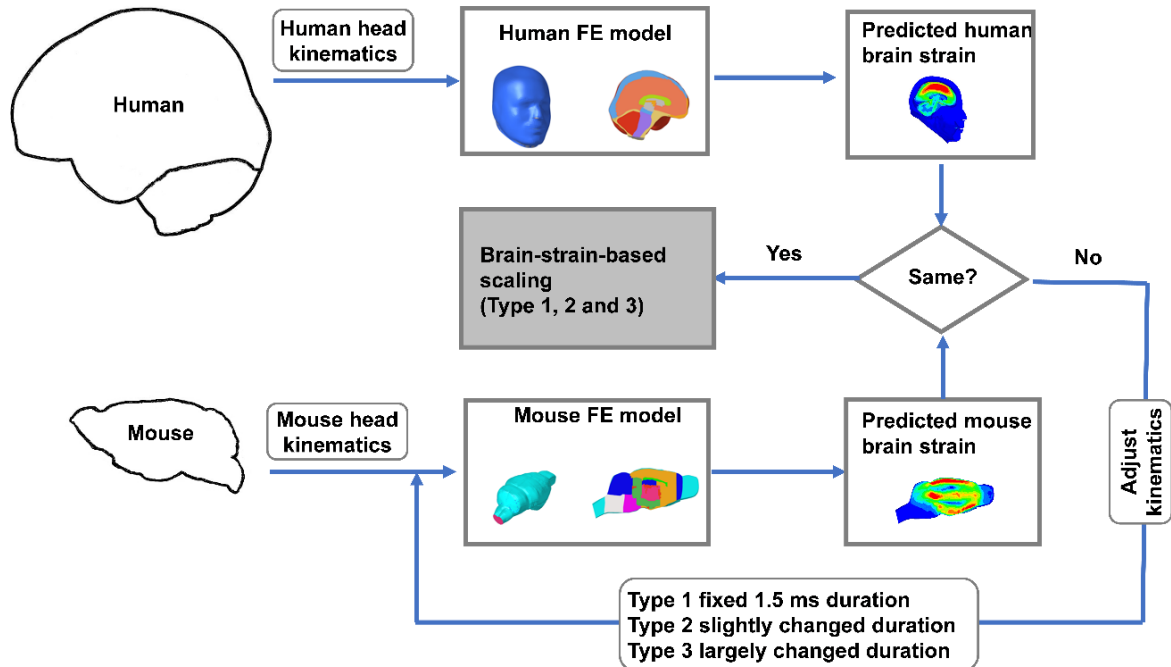 Human head
kinematics
Human
Human FE model
Predicted human
brain strain
Brain-strain-based
scaling
(Type 1, 2 and 3)
Yes
Same?
No
Mouse
Mouse head
kinematics
Mouse FE model
Predicted mouse
brain strain
Adjust
kinematics
Type 1 fixed 1.5 ms duration
Type 2 slightly changed duration
Type 3 largely changed duration